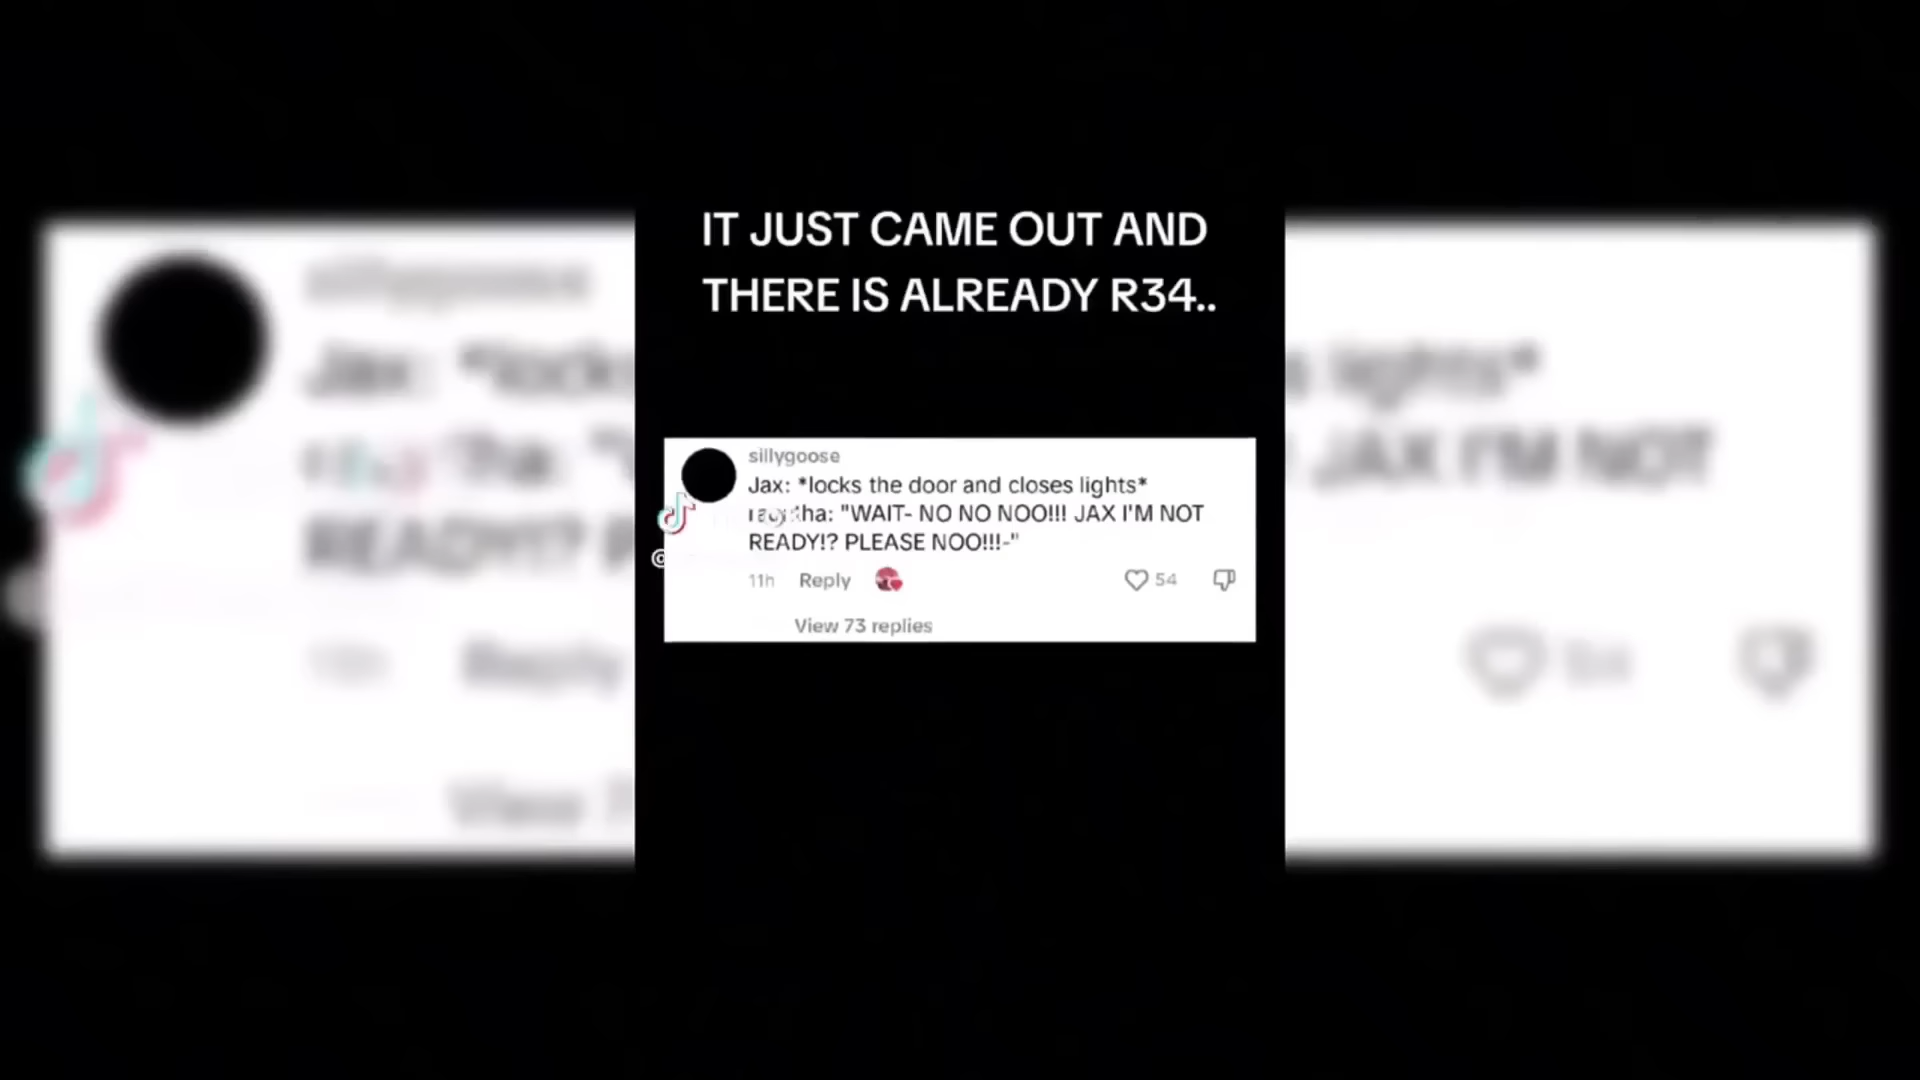 IT JUST CAME OUT AND
THERE IS ALREADY R34..
sillygoose
Jax: *locks the door and closes lights*
"WAIT- NO NO NOO!!! JAX I'M NOT
READY!? PLEASE NOO!!!-"
11h Reply 54
View 73 replies